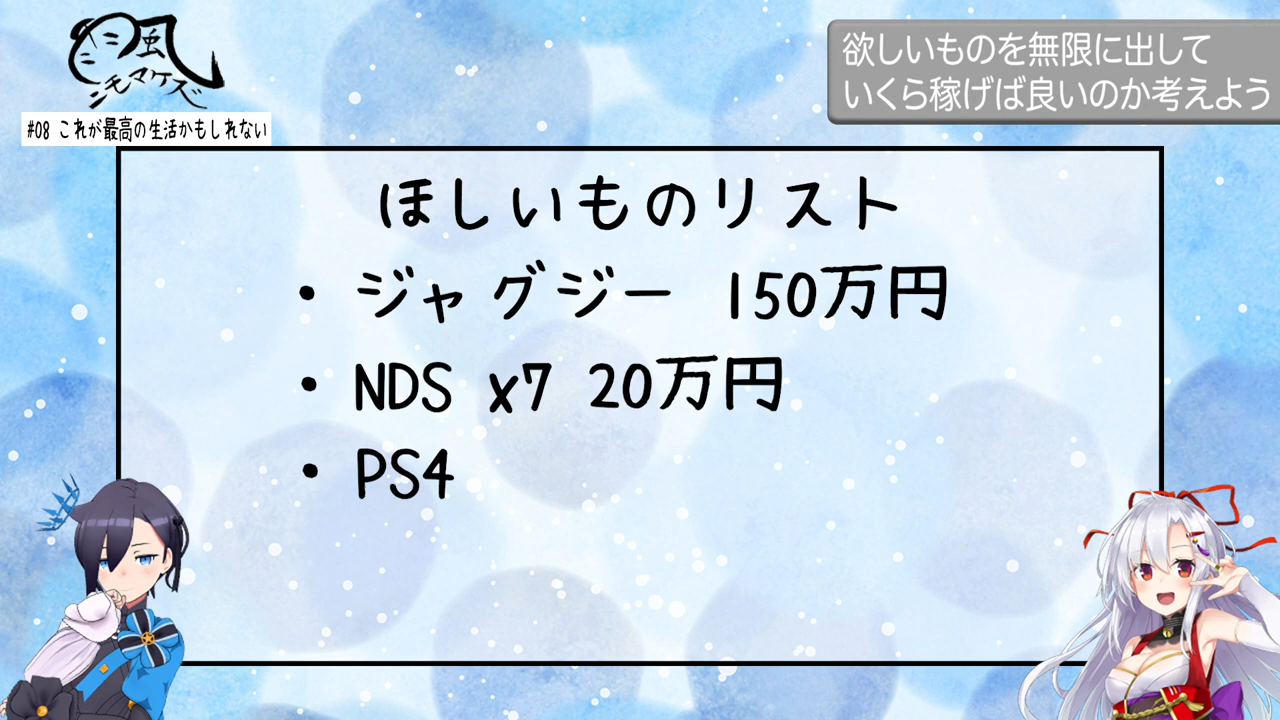 風
ニモマケズ
#08 これが最高の生活かもしれない
欲しいものを無限に出して
いくら稼げば良いのか考えよう
ほしいものリスト
・ ジャグジー 150万円
・ NDS x7 20万円
・ PS4